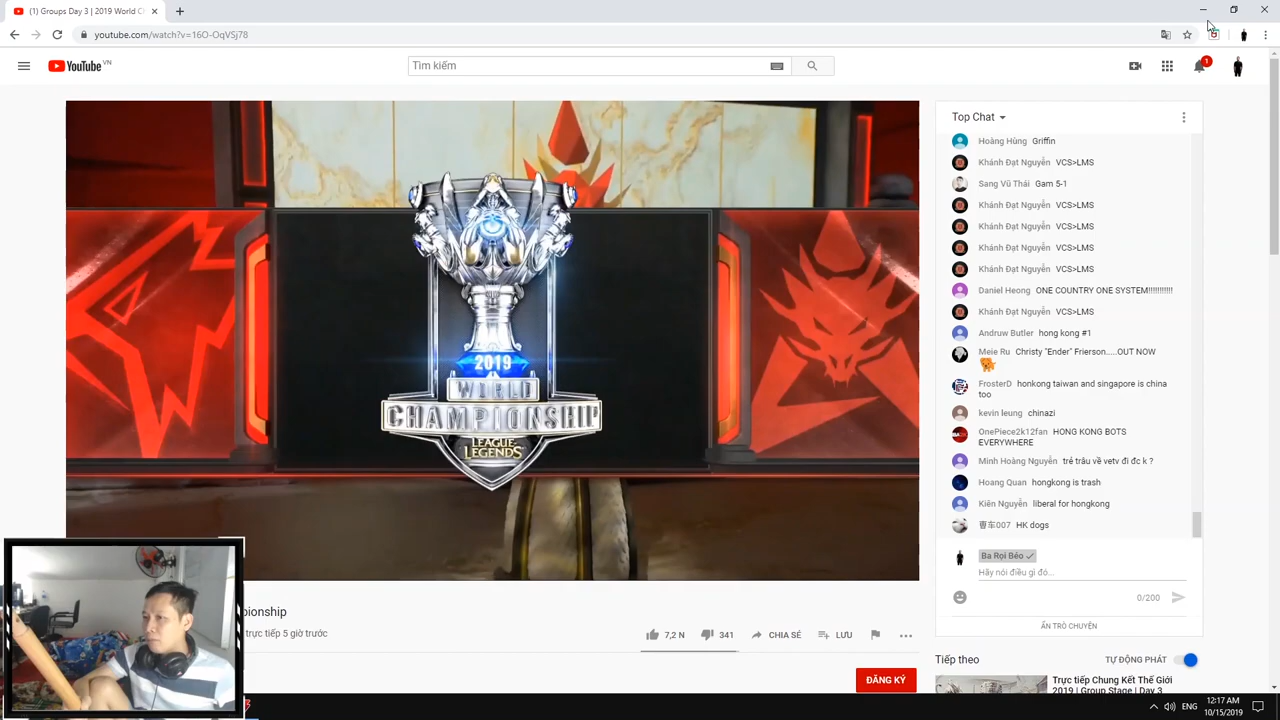 (1) Groups Day 3 | 2019 World C
youtube.com/watch?v=16O-OqVSj78
YouTube VN
Tìm kiếm
1
2019
WORLD
CHAMPIONSHIP
LEAGUE OF
LEGENDS
Top Chat
Hoàng Hùng Griffin
Khánh Đạt Nguyễn VCS>LMS
Sang Vũ Thái Gam 5-1
Khánh Đạt Nguyễn VCS>LMS
Khánh Đạt Nguyễn VCS>LMS
Khánh Đạt Nguyễn VCS>LMS
Khánh Đạt Nguyễn VCS>LMS
Daniel Heong ONE COUNTRY ONE SYSTEM!!!!!!!!!!!
Khánh Đạt Nguyễn VCS>LMS
Andruw Butler hong kong #1
Meie Ru Christy "Ender" Frierson......OUT NOW
FrosterD honkong taiwan and singapore is china
too
kevin leung chinazi
OnePiece2k12fan HONG KONG BOTS
EVERYWHERE
Minh Hoàng Nguyễn trẻ trâu về vetv đi đc k ?
Hoang Quan hongkong is trash
Kiên Nguyễn liberal for hongkong
曹车007 HK dogs
Ba Rọi Béo
Hãy nói điều gì đó...
0/200
ẨN TRÒ CHUYỆN
pionship
trực tiếp 5 giờ trước
7,2 N
341
CHIA SẺ
LƯU
ĐĂNG KÝ
Tiếp theo
TỰ ĐỘNG PHÁT
Trực tiếp Chung Kết Thế Giới
2019 | Group Stage | Day 3
ENG
12:17 AM
10/15/2019